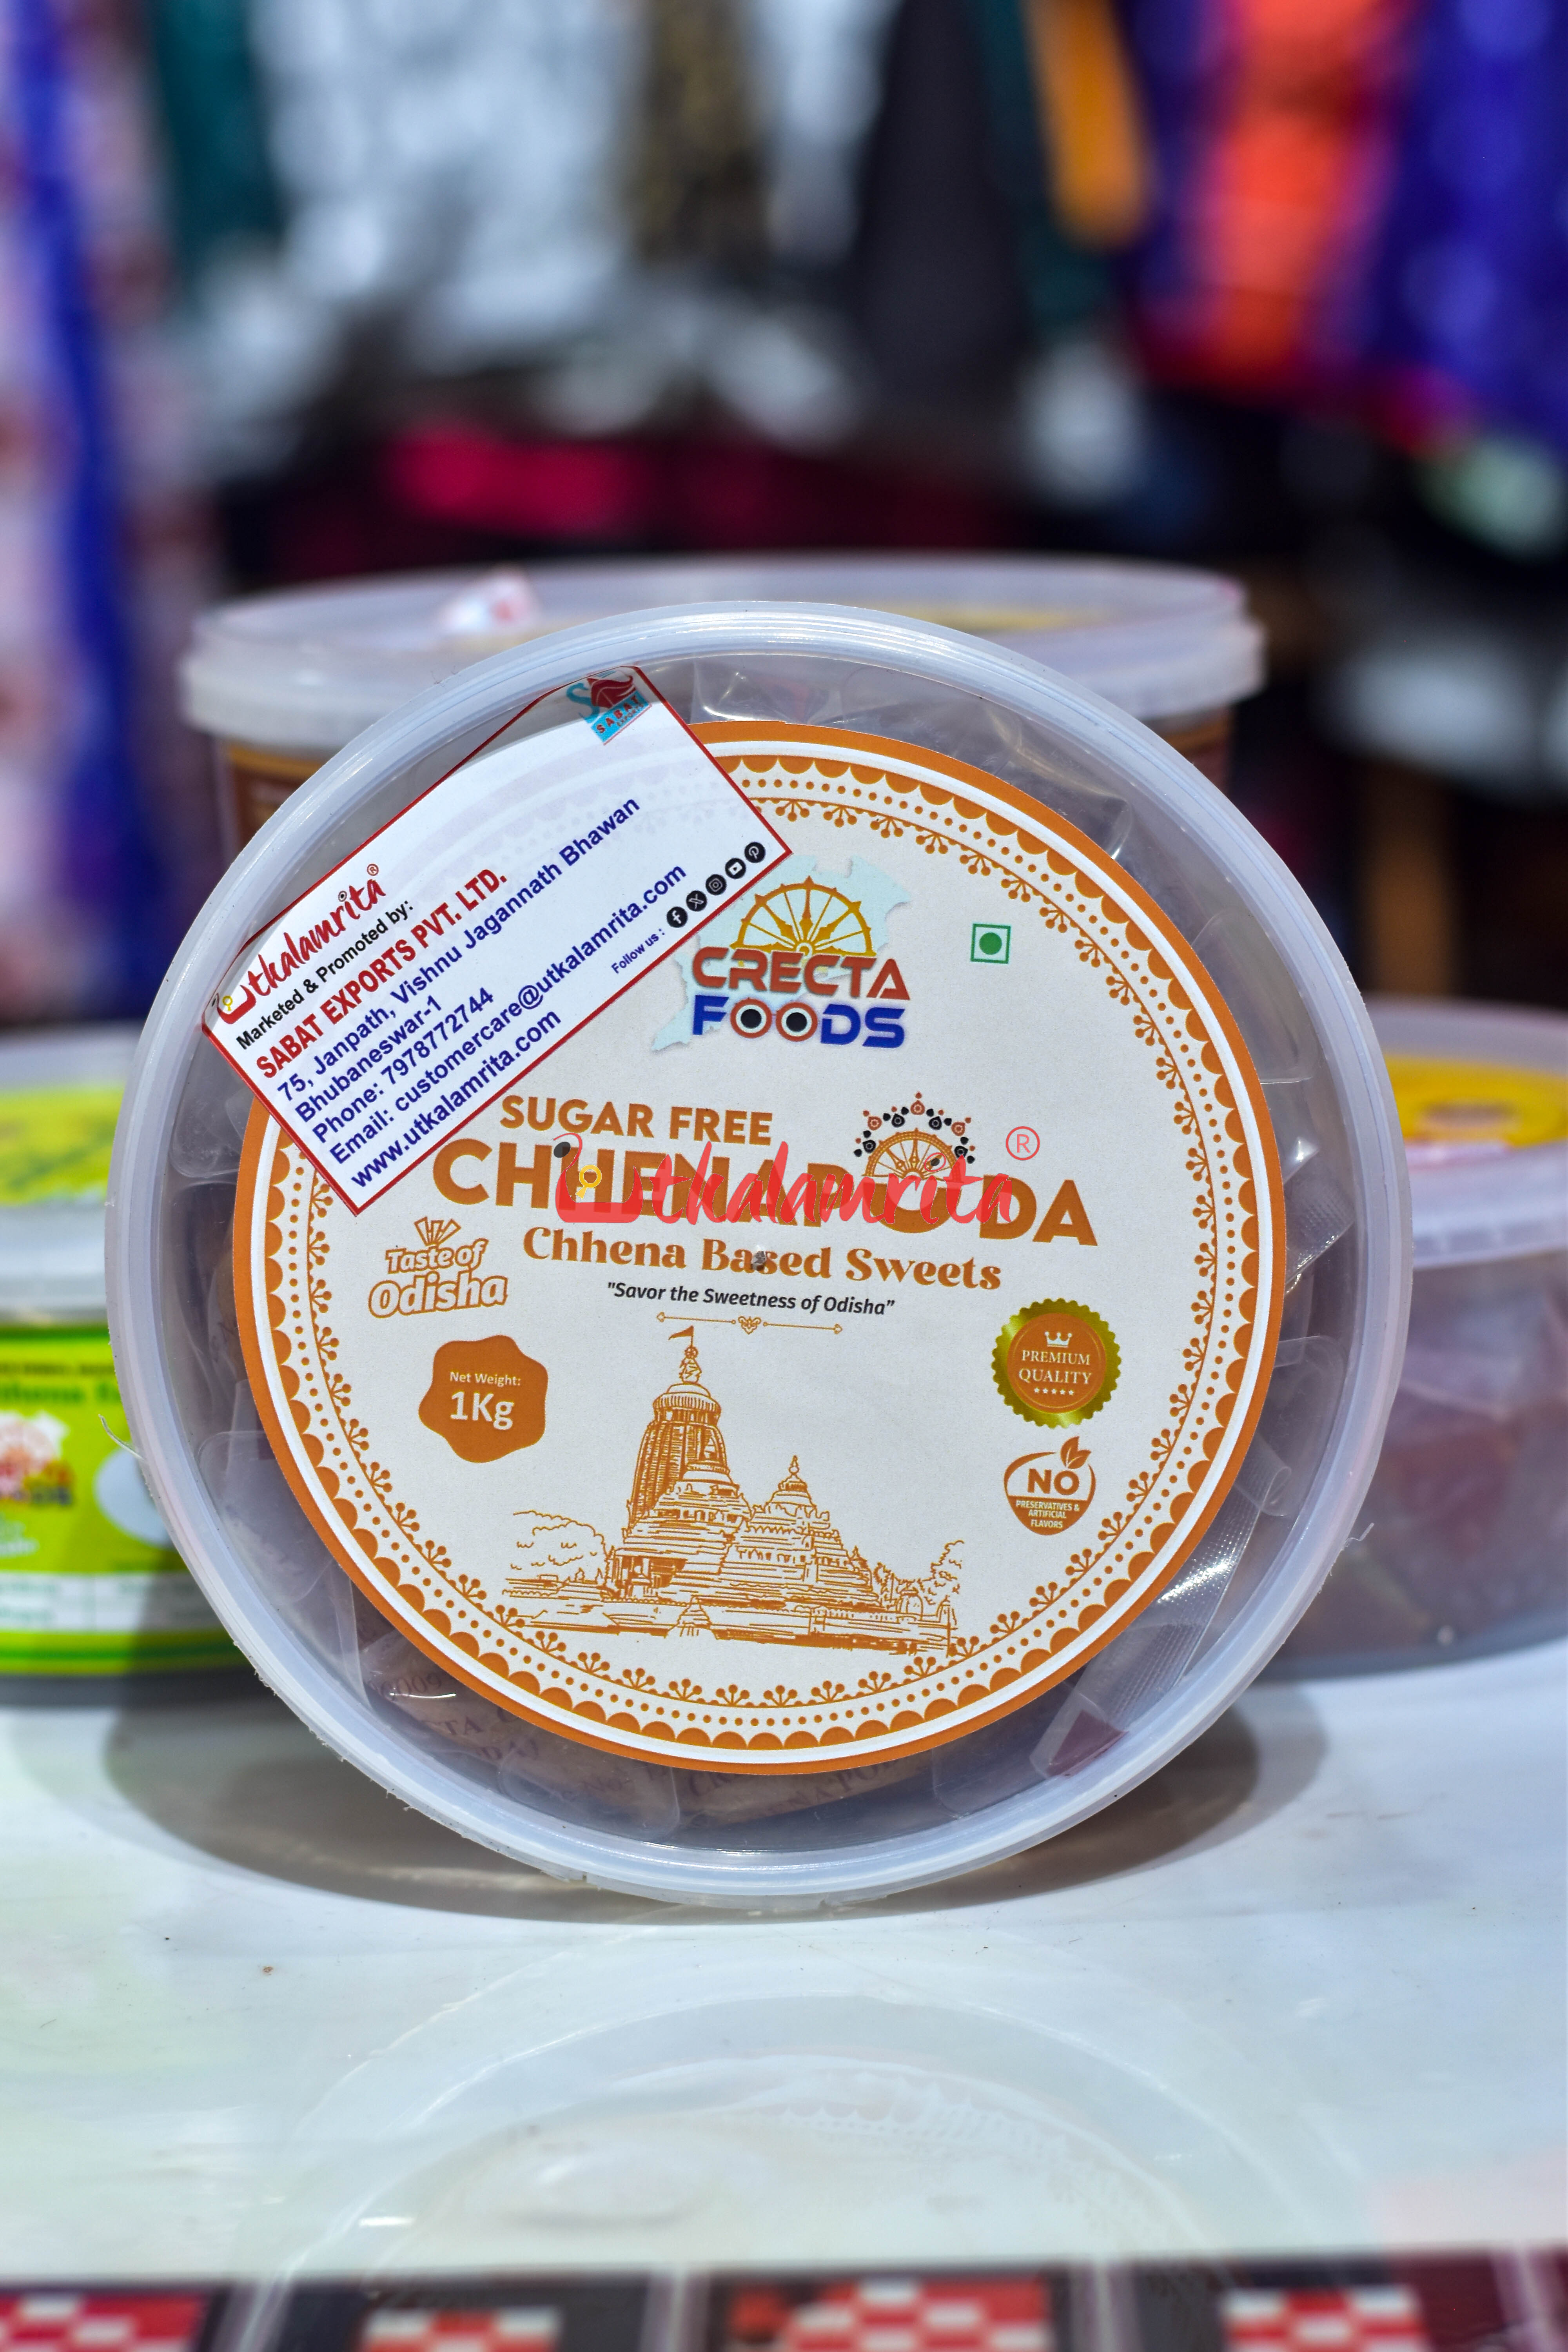 SABAT
Utkalamrita®
Marketed & Promoted by:
SABAT EXPORTS PVT. LTD.
75, Janpath, Vishnu Jagannath Bhawan
Bhubaneswar-1
Phone: 7978772744
Email: customercare@utkalamrita.com
www.utkalamrita.com
Follow us :
CRECTA
FOODS
SUGAR FREE
CHHENAPODA
Utkalamrita®
Chhena Based Sweets
"Savor the Sweetness of Odisha”
Taste of
Odisha
Net Weight:
1Kg
PREMIUM
QUALITY
NO
PRESERVATIVES &
ARTIFICIAL
FLAVORS